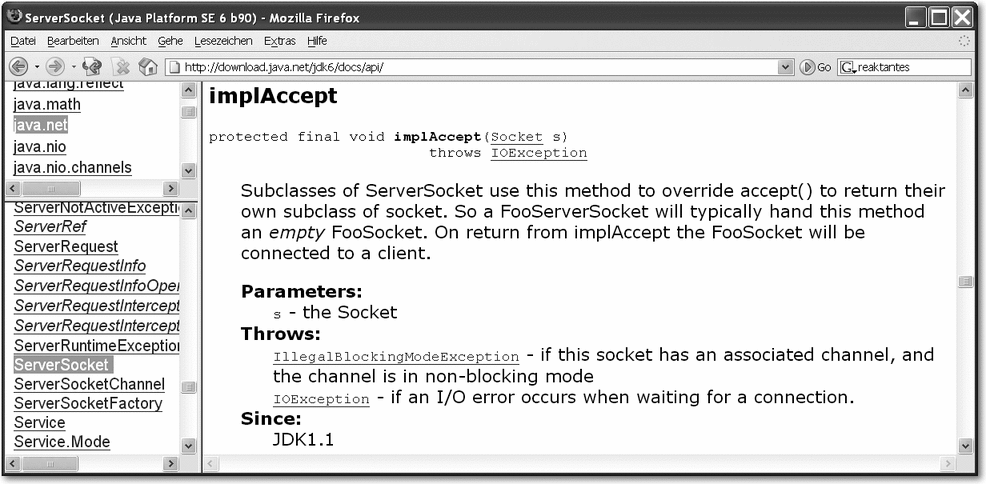 ServerSocket (Java Platform SE 6 b90) - Mozilla Firefox
Datei Bearbeiten Ansicht Gehe Lesezeichen Extras Hilfe
http://download.java.net/jdk6/docs/api/ Go reaktantes
java.lang.reflect
java.math
java.net
java.nio
java.nio.channels
ServerNotActiveExcepti
ServerRef
ServerRequest
ServerRequestInfo
ServerRequestInfoOper
ServerRequestIntercept
ServerRequestIntercept
ServerRuntimeException
ServerSocket
ServerSocketChannel
ServerSocketFactory
Service
Service.Mode
implAccept
protected final void implAccept(Socket s)
throws IOException
Subclasses of ServerSocket use this method to override accept() to return their
own subclass of socket. So a FooServerSocket will typically hand this method
an empty FooSocket. On return from implAccept the FooSocket will be
connected to a client.
Parameters:
s - the Socket
Throws:
IllegalBlockingModeException - if this socket has an associated channel, and
the channel is in non-blocking mode
IOException - if an I/O error occurs when waiting for a connection.
Since:
JDK1.1